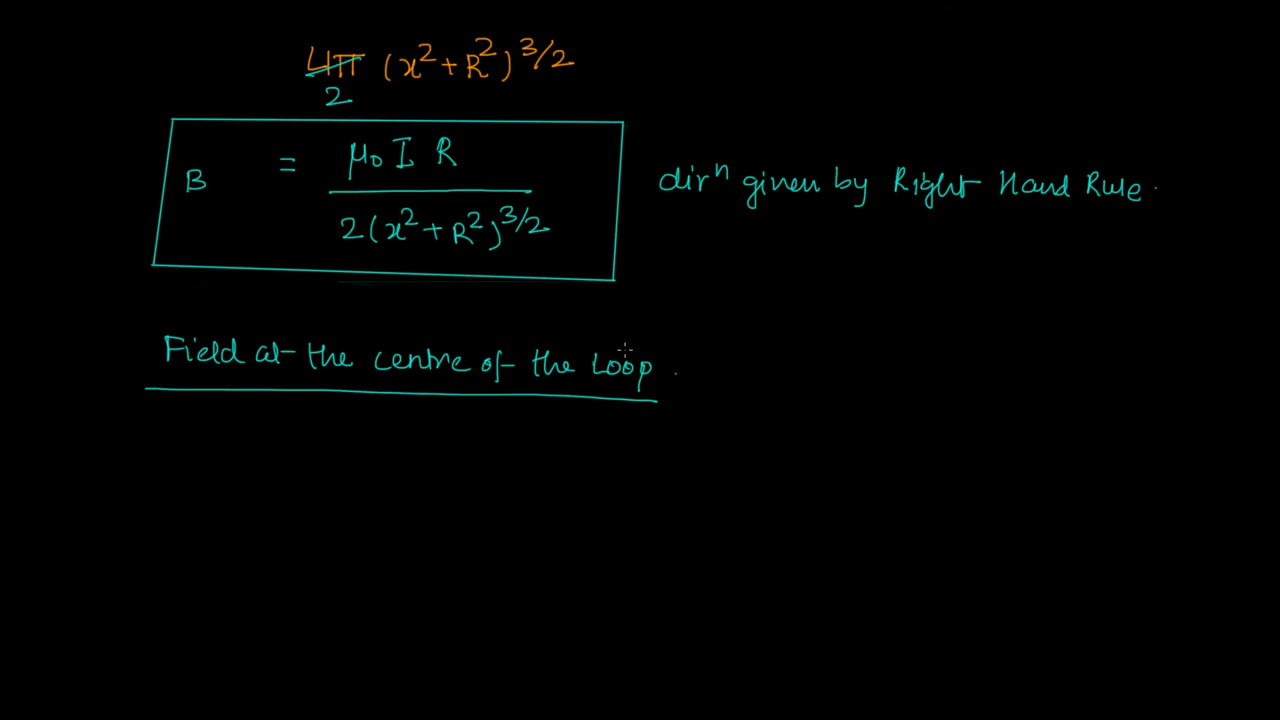 4π (x² + R²)^3/2
2
B = μ₀ I R dirⁿ given by Right Hand Rule.
2(x² + R²)^3/2
Field at the centre of the Loop.